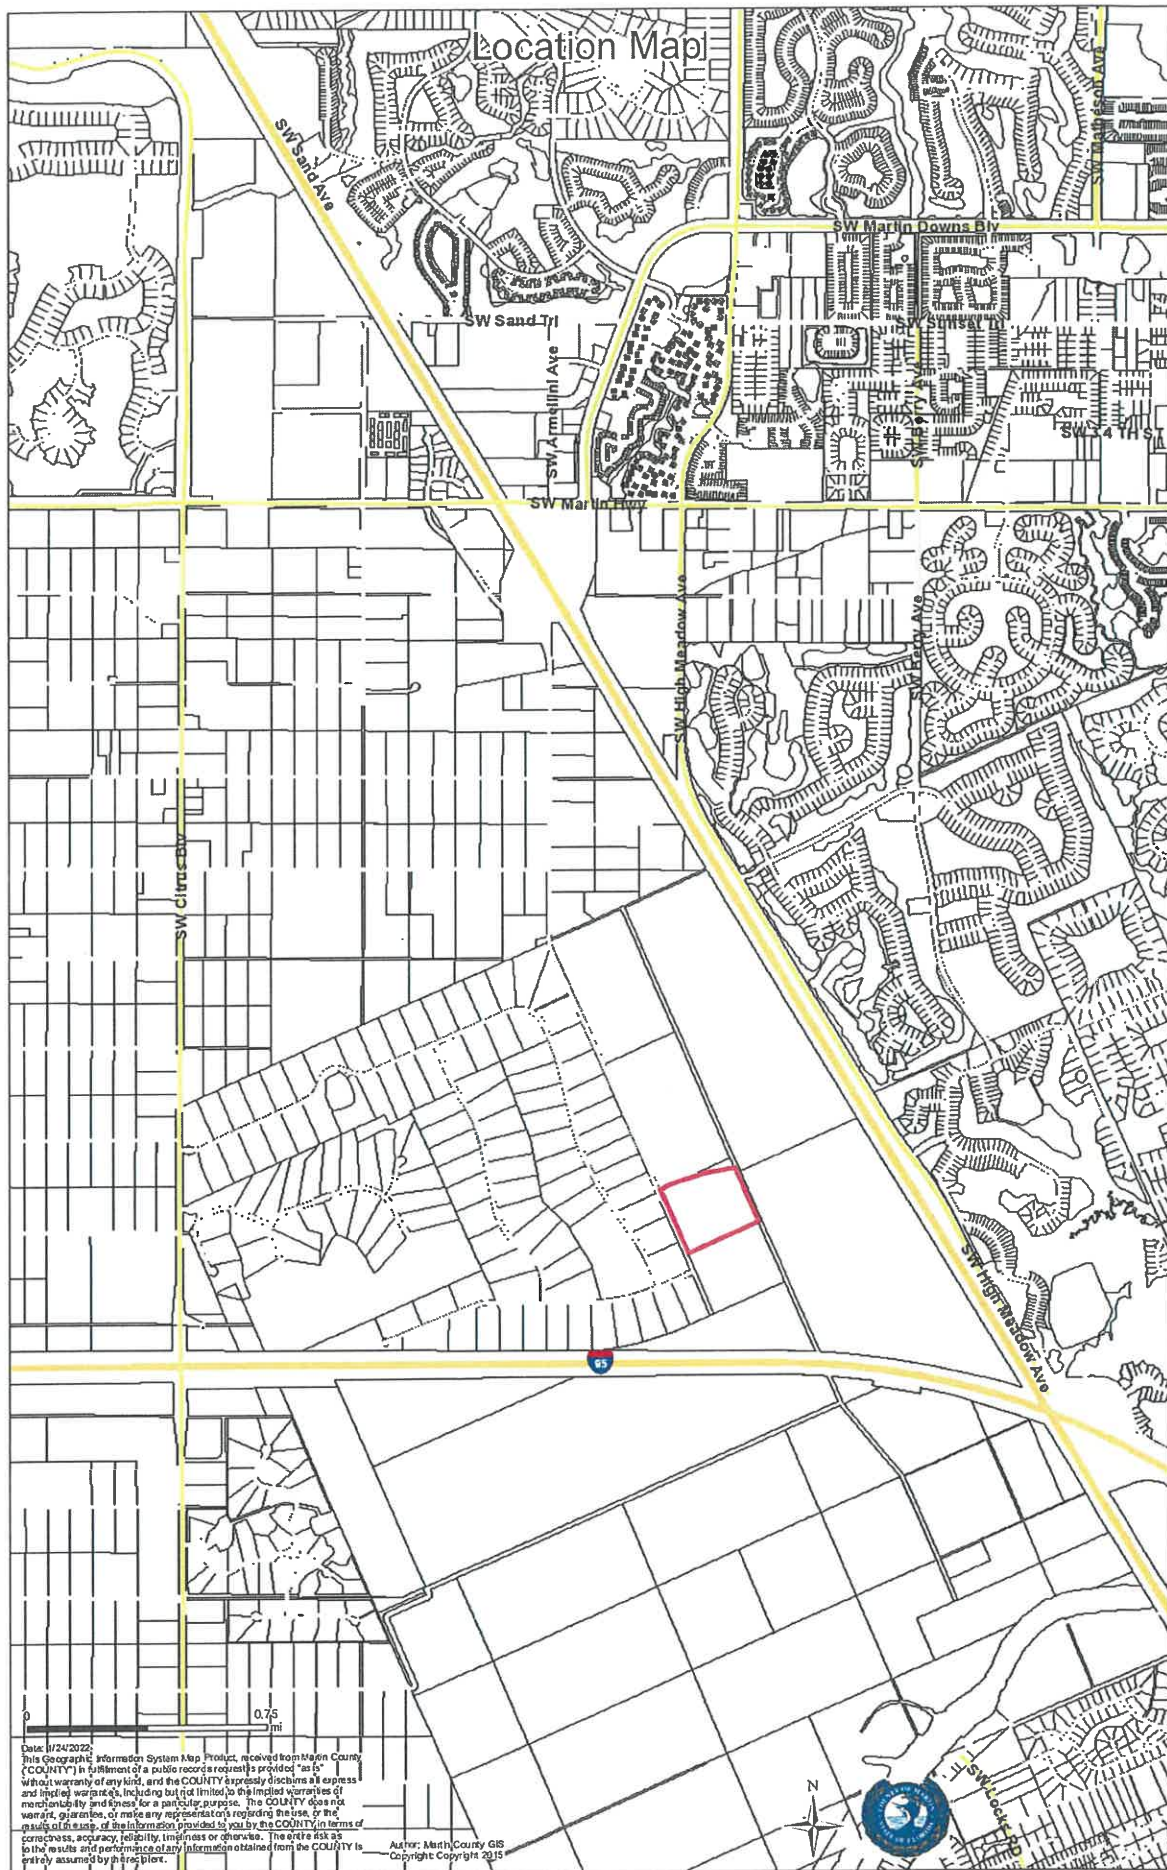 Location Map
SW Matheson Ave
SW Sand Ave
SW Martin Downs Blv
SW Sand Trl
SW Sunset Trl
SW Armellini Ave
SW Berry Ave
SW 34 TH ST
SW Martin Hwy
SW High Meadow Ave
SW Berry Ave
SW Citrus Blv
SW High Meadow Ave
95
0 0.75
mi
Date: 1/24/2022
This Geographic Information System Map Product, received from Martin County
("COUNTY") in fulfillment of a public records request is provided "as is"
without warranty of any kind, and the COUNTY expressly disclaims all express
and implied warranties, including but not limited to the implied warranties of
merchantability and fitness for a particular purpose. The COUNTY does not
warrant, guarantee, or make any representations regarding the use, or the
results of the use, of the information provided to you by the COUNTY in terms of
correctness, accuracy, reliability, timeliness or otherwise. The entire risk as
to the results and performance of any information obtained from the COUNTY is
entirely assumed by the recipient.
Author: Martin County GIS
Copyright: Copyright 2015
N
SW Locks RD